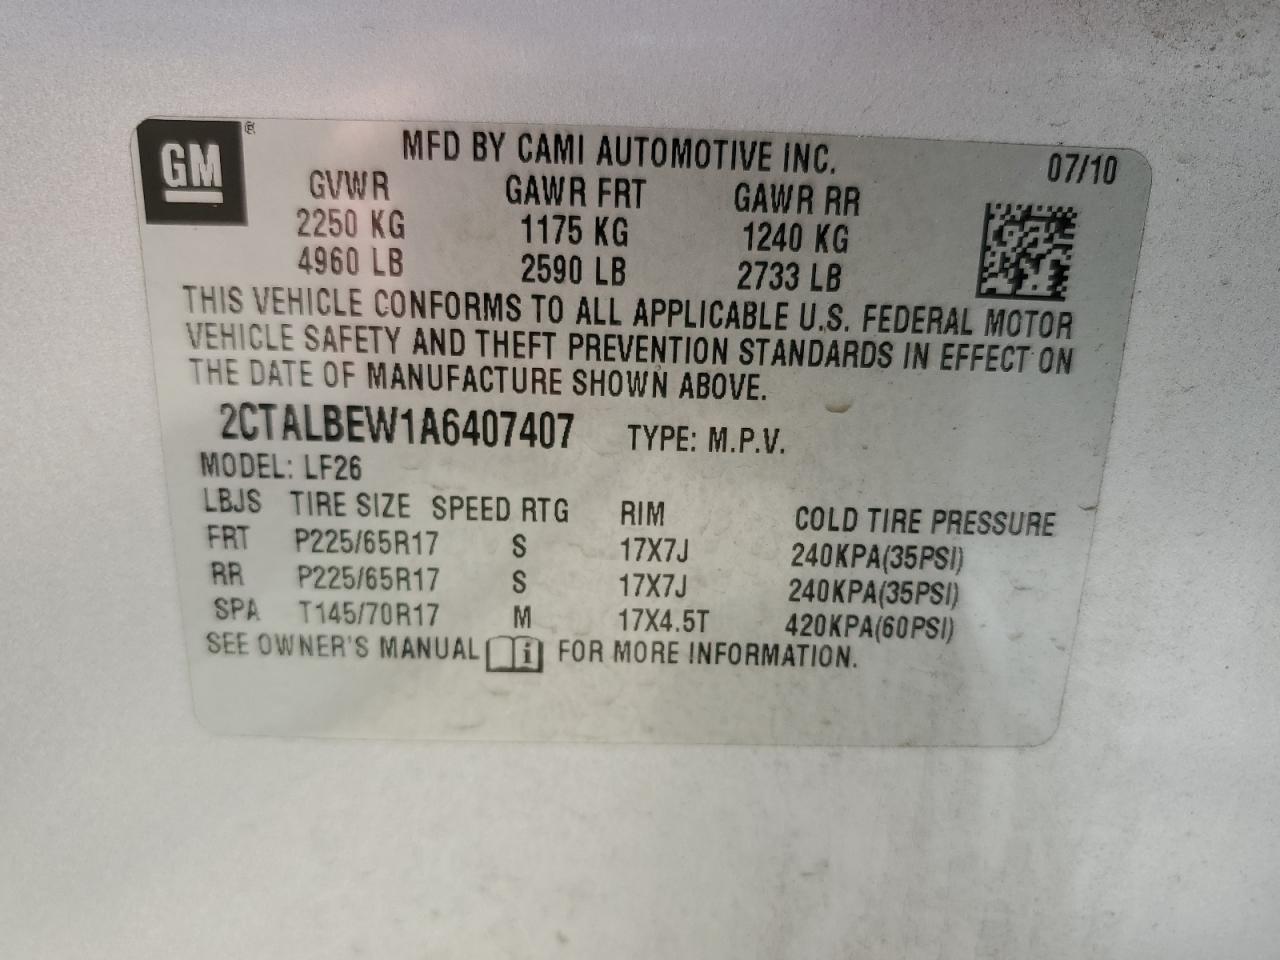 GM ®
MFD BY CAMI AUTOMOTIVE INC. 07/10
GVWR GAWR FRT GAWR RR
2250 KG 1175 KG 1240 KG
4960 LB 2590 LB 2733 LB
THIS VEHICLE CONFORMS TO ALL APPLICABLE U.S. FEDERAL MOTOR
VEHICLE SAFETY AND THEFT PREVENTION STANDARDS IN EFFECT ON
THE DATE OF MANUFACTURE SHOWN ABOVE.
2CTALBEW1A6407407 TYPE: M.P.V.
MODEL: LF26
LBJS TIRE SIZE SPEED RTG RIM COLD TIRE PRESSURE
FRT P225/65R17 S 17X7J 240KPA(35PSI)
RR P225/65R17 S 17X7J 240KPA(35PSI)
SPA T145/70R17 M 17X4.5T 420KPA(60PSI)
SEE OWNER'S MANUAL i FOR MORE INFORMATION.